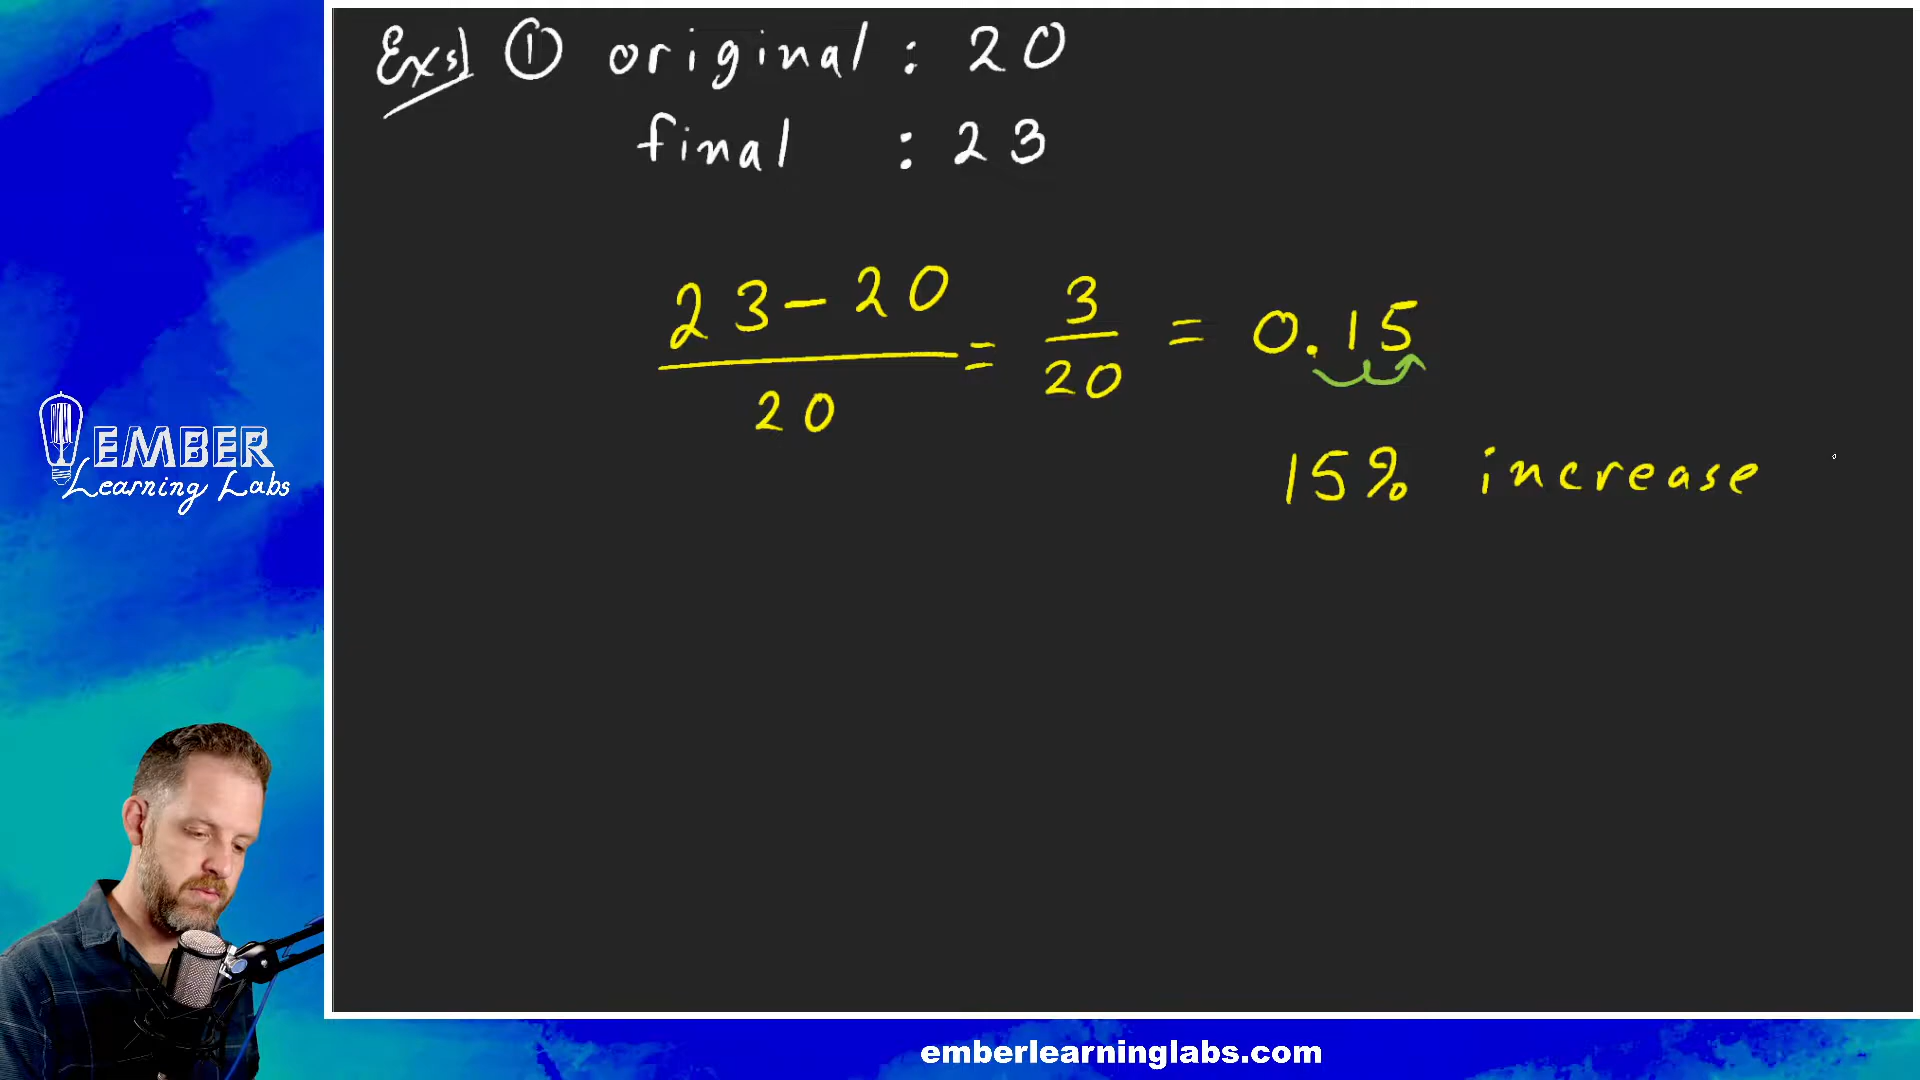 Exs) ① original : 20
final : 23
23 - 20 / 20 = 3 / 20 = 0.15
15% increase
EMBER
Learning Labs
emberlearninglabs.com